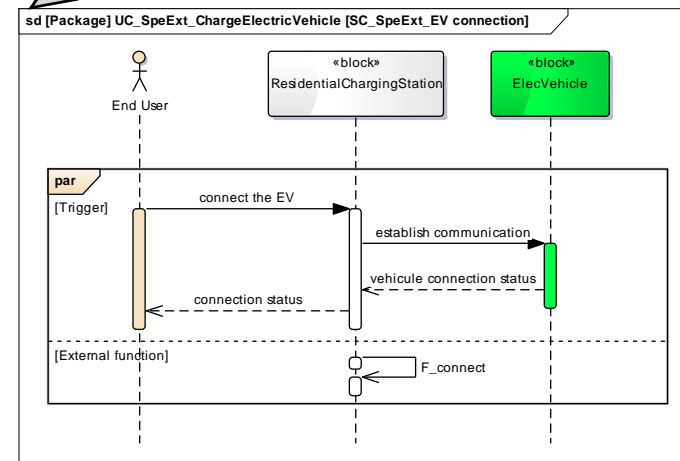 sd [Package] UC_SpeExt_ChargeElectricVehicle [SC_SpeExt_EV connection]
«block»
ResidentialChargingStation
«block»
ElecVehicle
End User
par
[Trigger]
connect the EV
establish communication
vehicule connection status
connection status
[External function]
F_connect